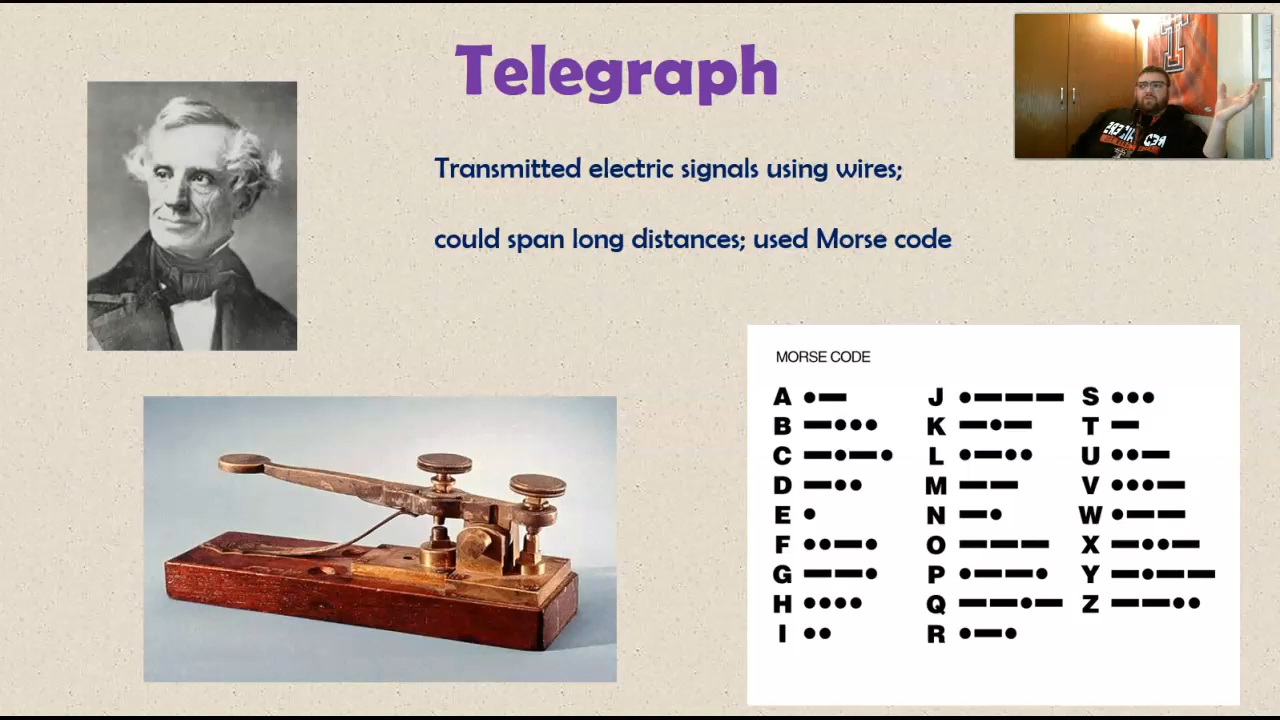 Telegraph
Transmitted electric signals using wires;
could span long distances; used Morse code
MORSE CODE
A ●▬
B ▬●●●
C ▬●▬●
D ▬●●
E ●
F ●●▬●
G ▬▬●
H ●●●●
I ●●
J ●▬▬▬
K ▬●▬
L ●▬●●
M ▬▬
N ▬●
O ▬▬▬
P ●▬▬●
Q ▬▬●▬
R ●▬●
S ●●●
T ▬
U ●●▬
V ●●●▬
W ●▬▬
X ▬●●▬
Y ▬●▬▬
Z ▬▬●●